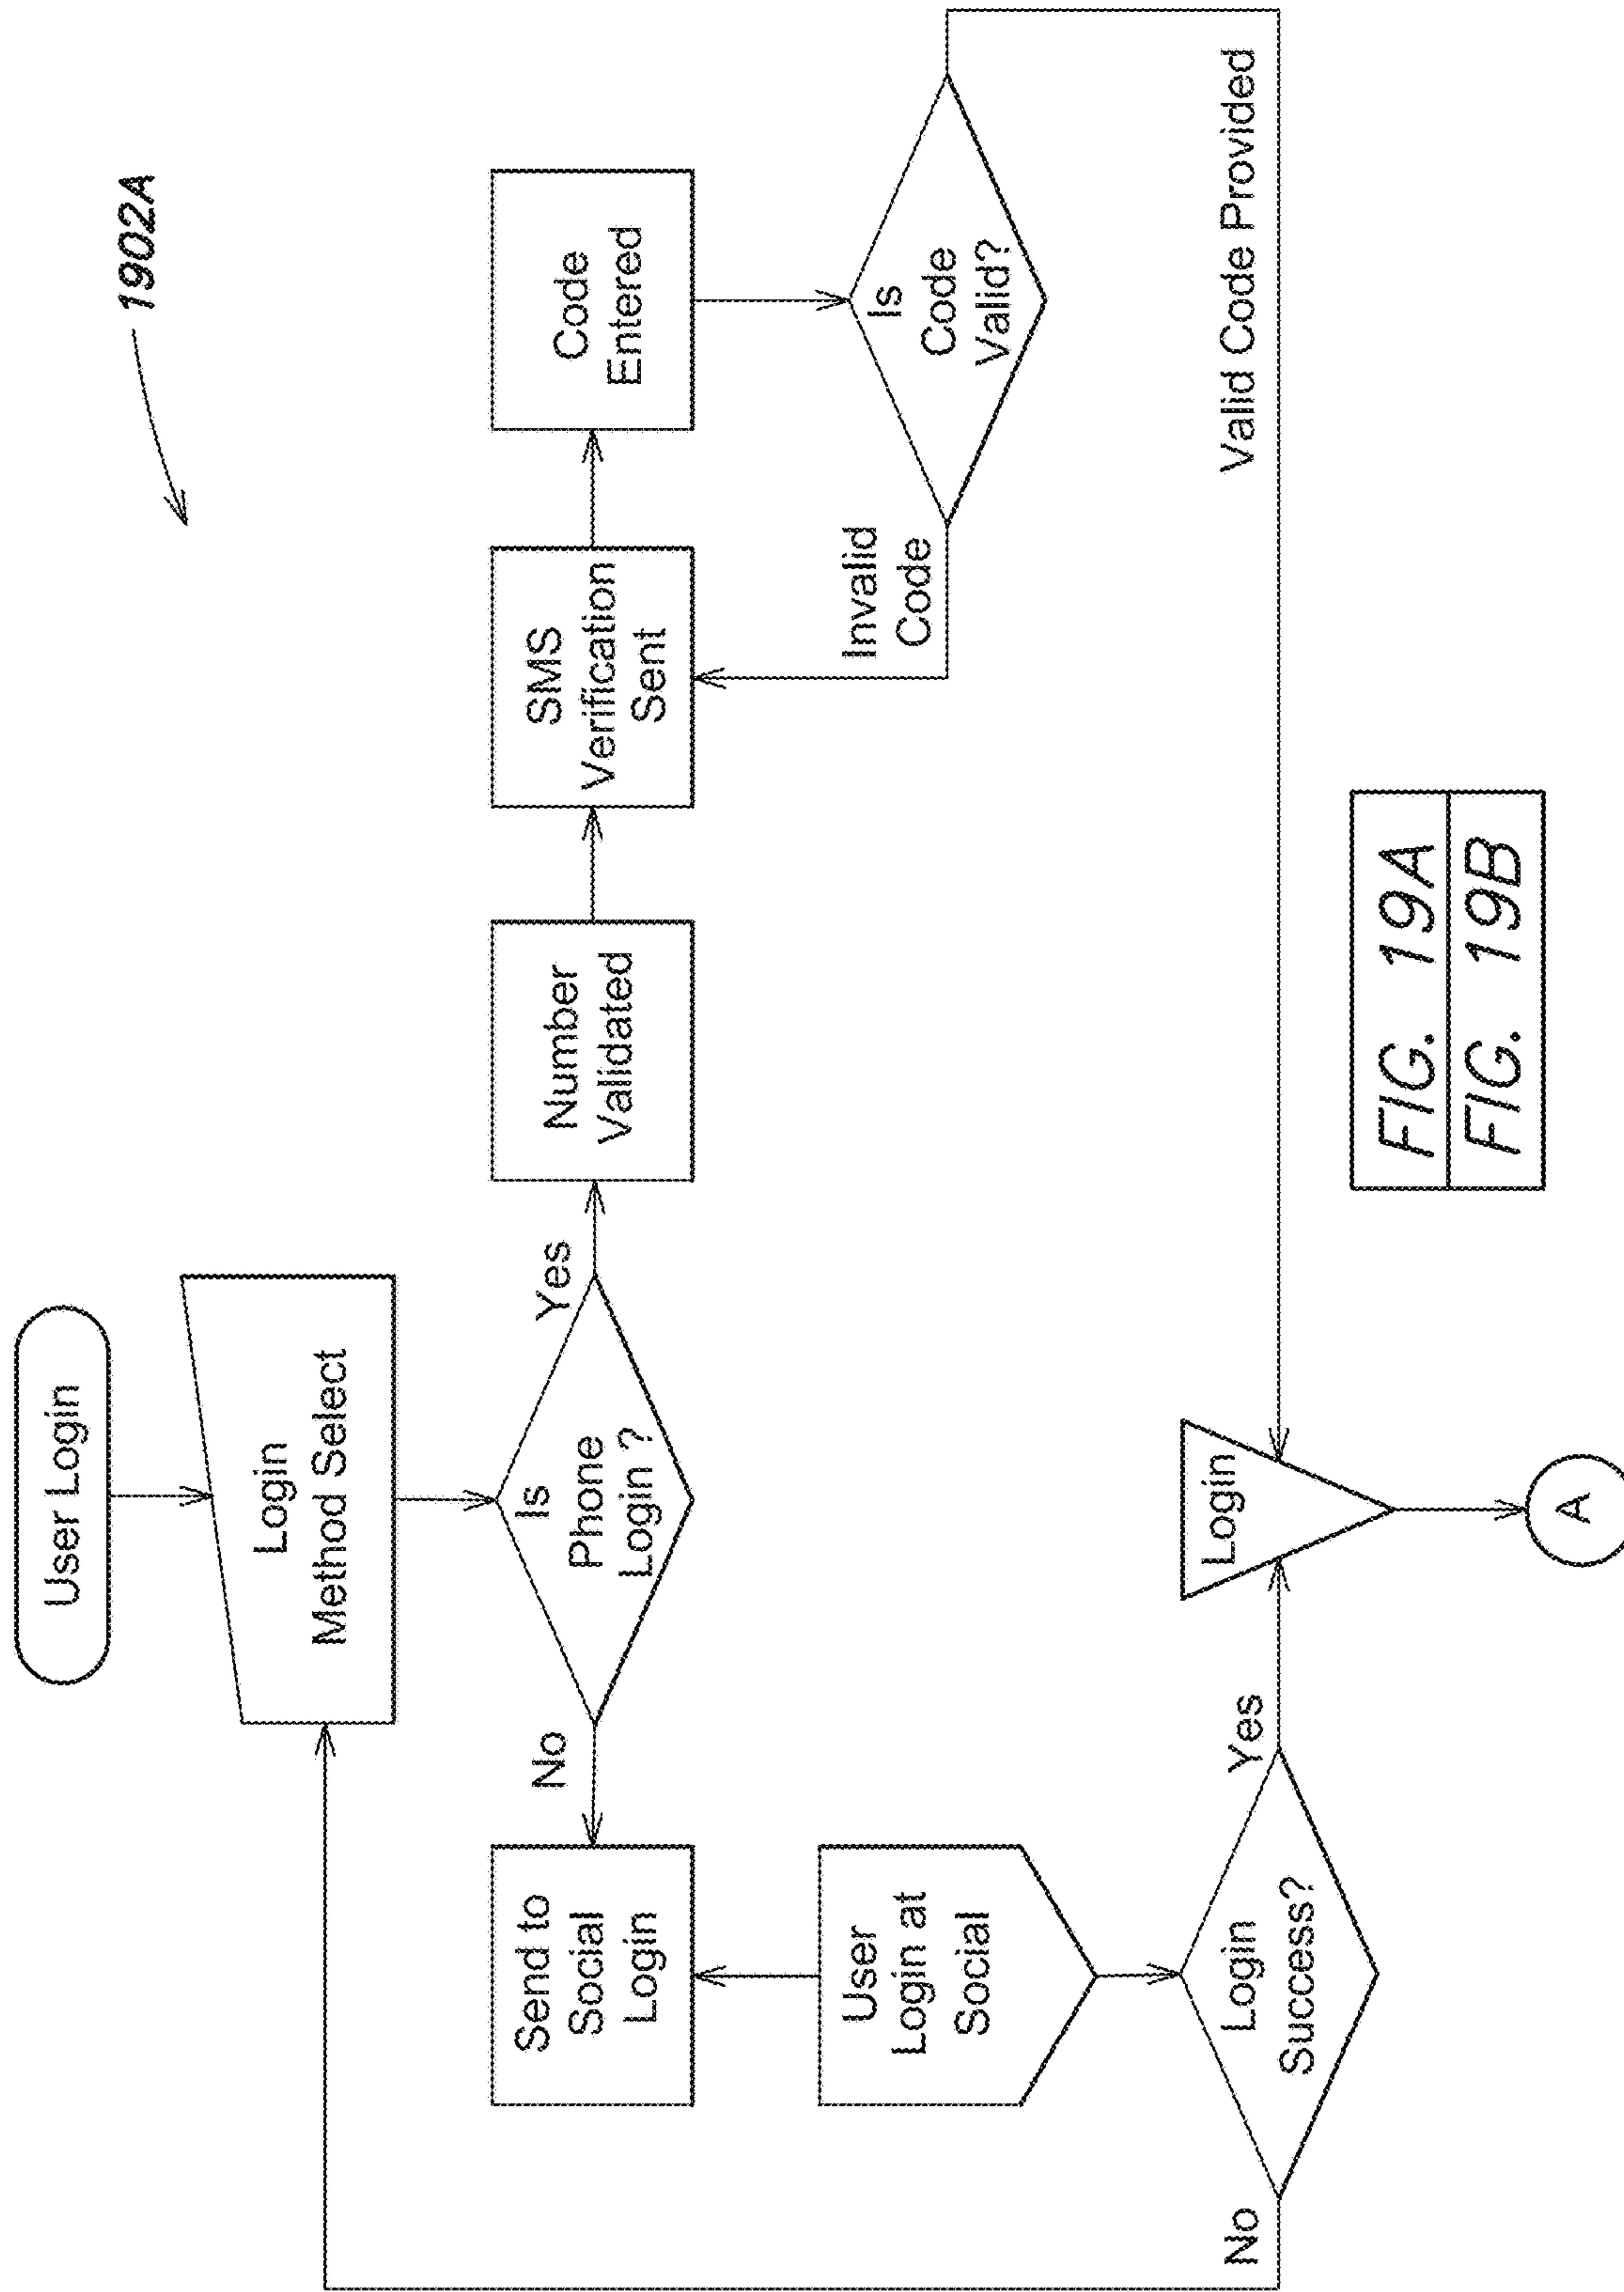 1902A
User Login
Login
Method Select
Is
Phone
Login ?
No
Yes
Send to
Social
Login
Number
Validated
SMS
Verification
Sent
Code
Entered
User
Login at
Social
Invalid
Code
Is
Code
Valid?
Login
Success?
No
Yes
Login
Valid Code Provided
A
FIG. 19A
FIG. 19B